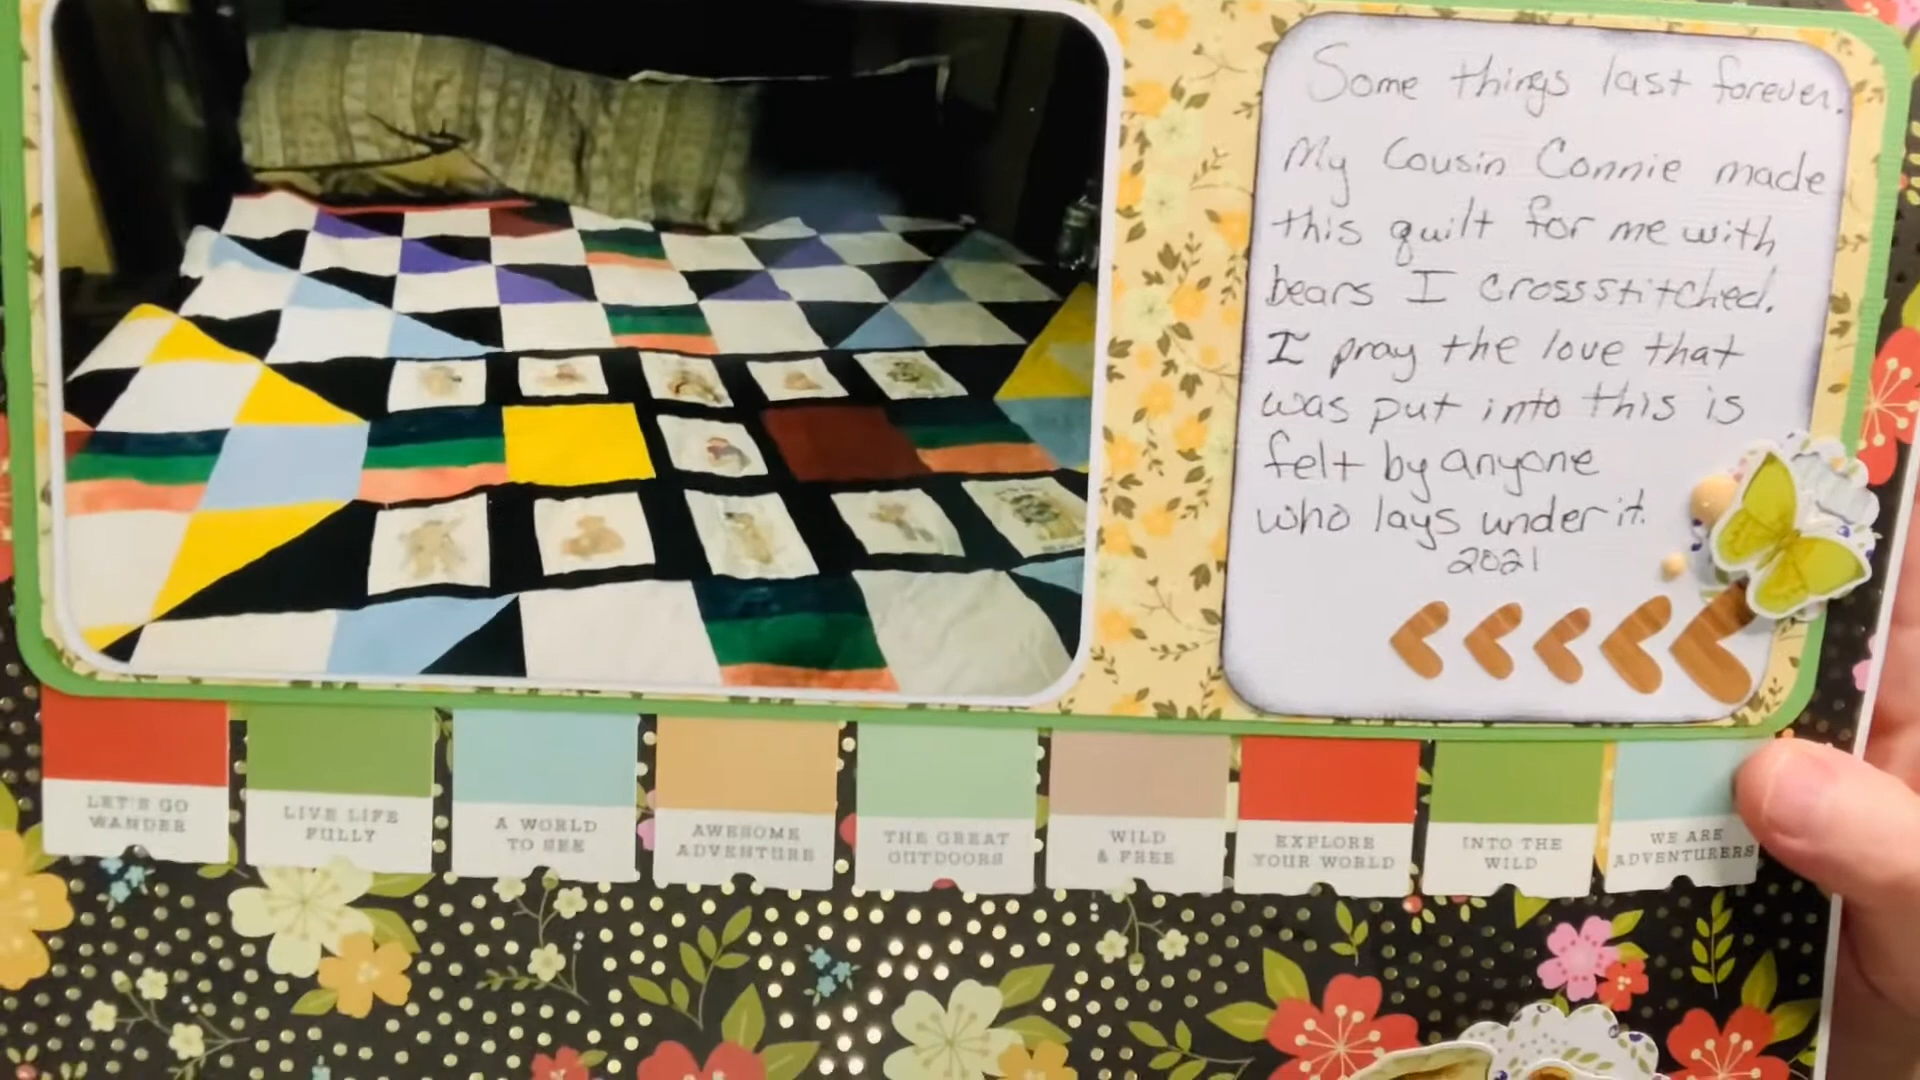 Some things last forever.
My Cousin Connie made
this quilt for me with
bears I crossstitched.
I pray the love that
was put into this is
felt by anyone
who lays under it.
2021
LET'S GO
WANDER
LIVE LIFE
FULLY
A WORLD
TO SEE
AWESOME
ADVENTURE
THE GREAT
OUTDOORS
WILD
& FREE
EXPLORE
YOUR WORLD
INTO THE
WILD
WE ARE
ADVENTURERS